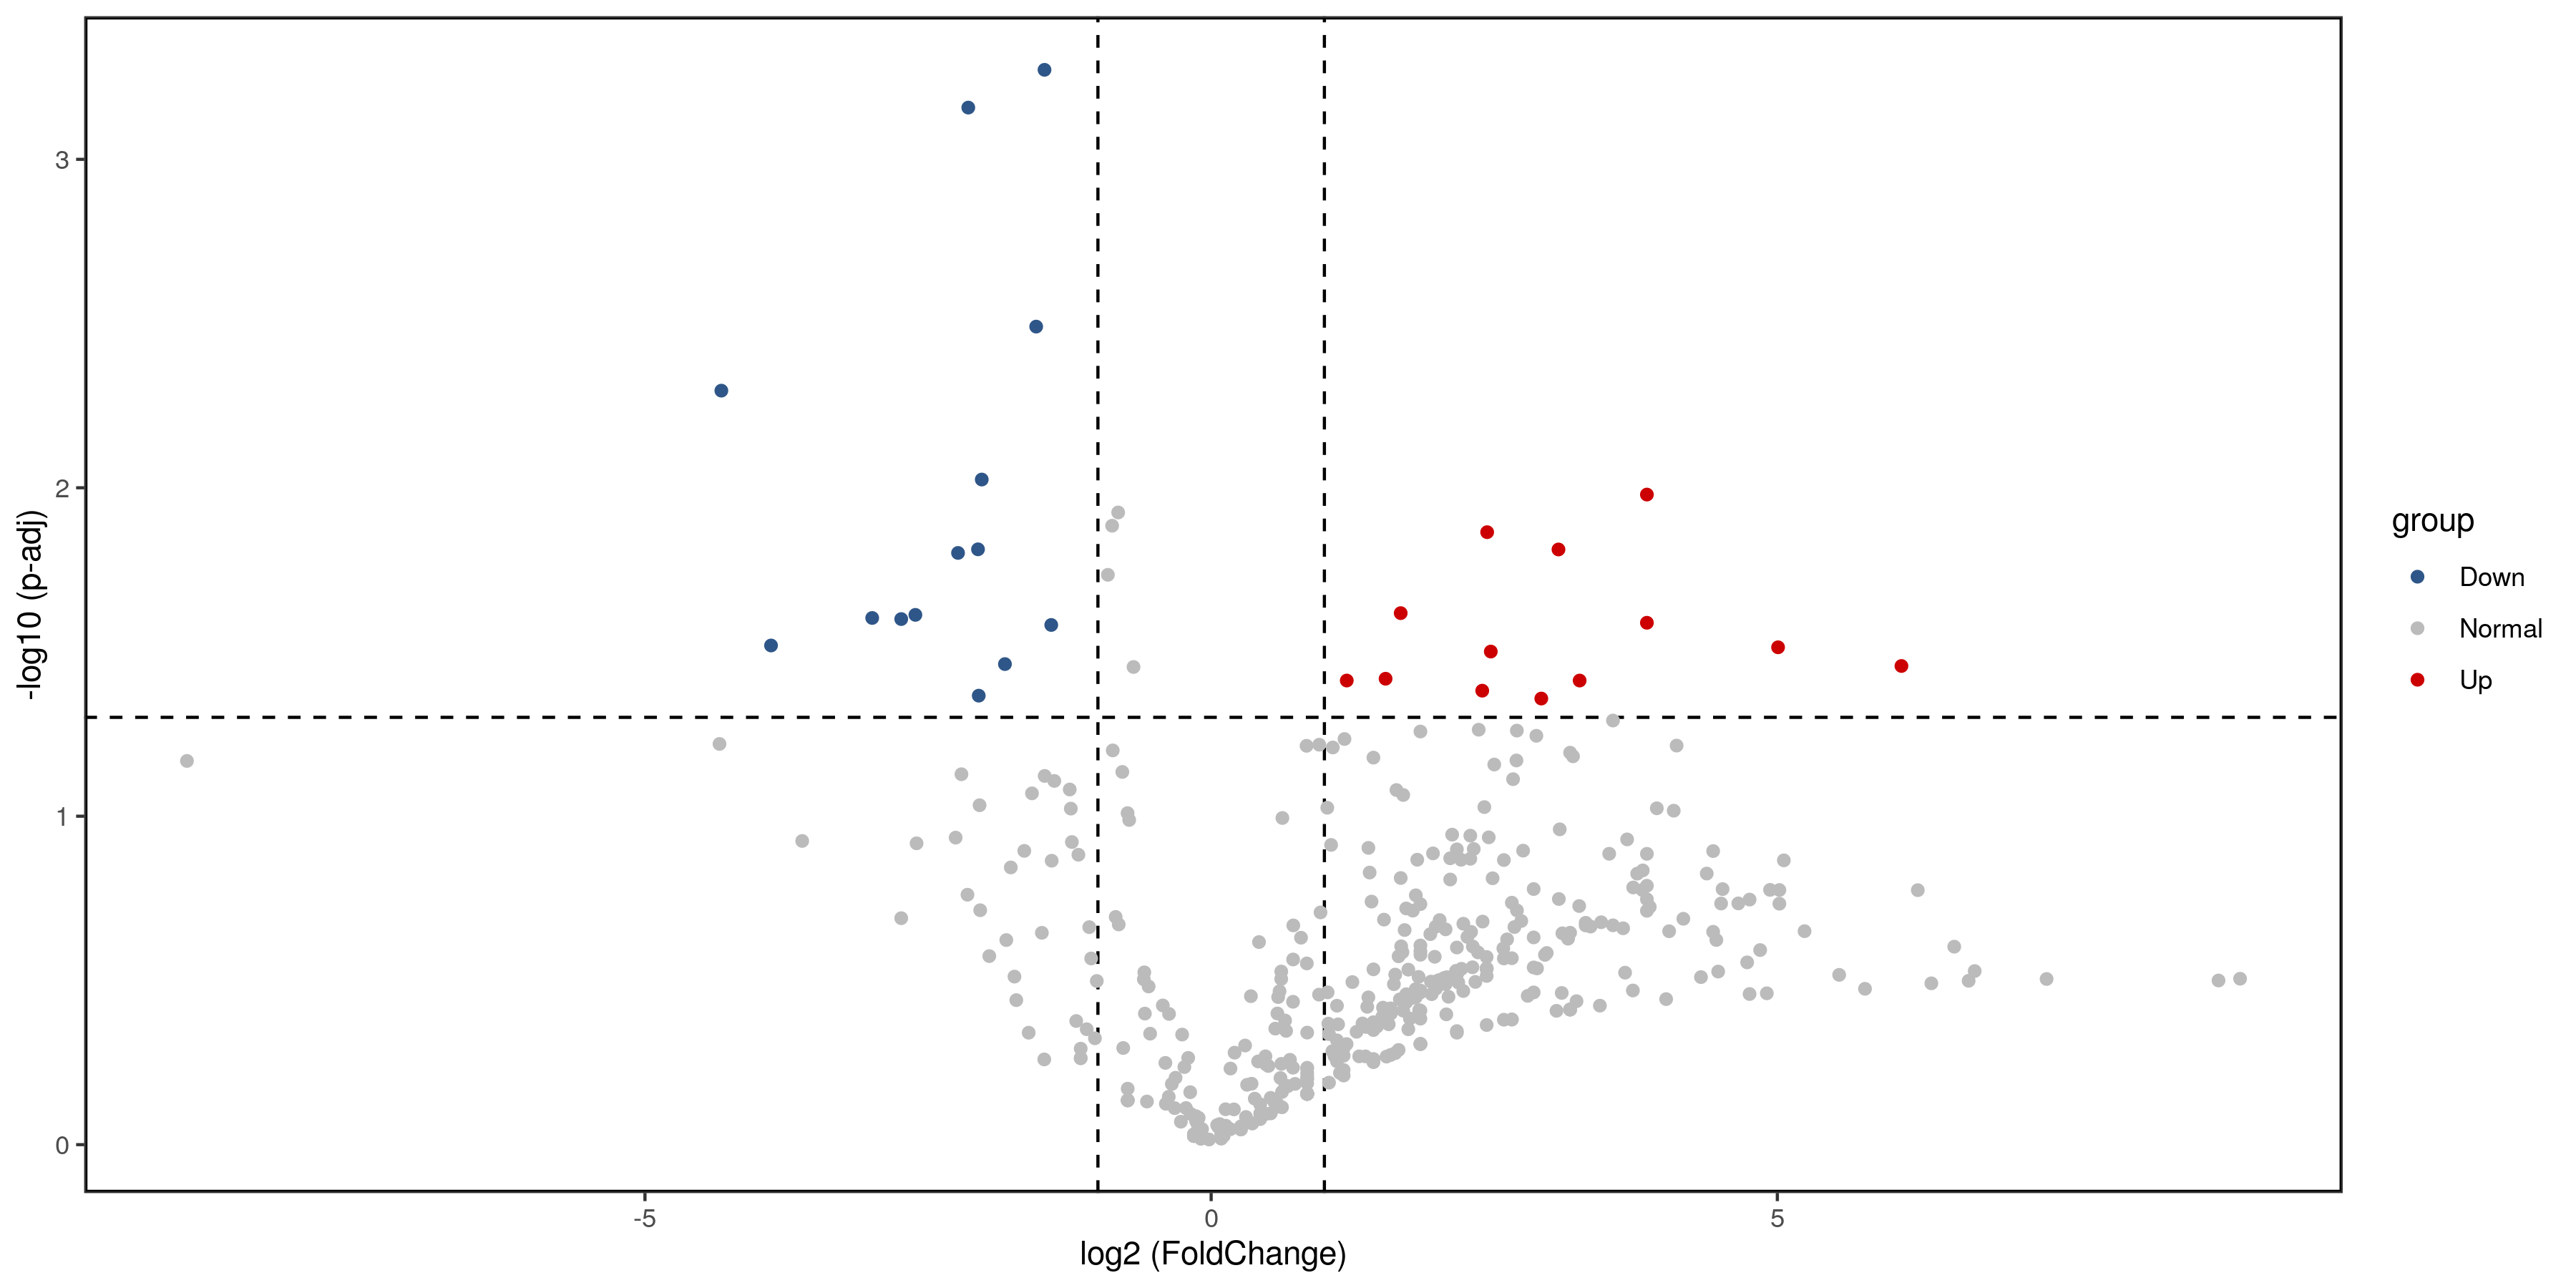 3
2
1
0
-log10 (p-adj)
-5
0
5
log2 (FoldChange)
group
Down
Normal
Up